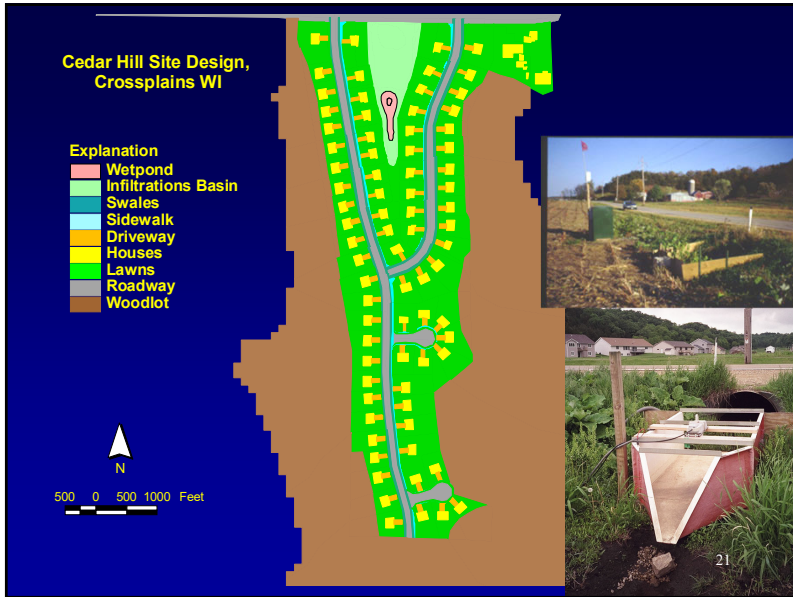 Cedar Hill Site Design,
Crossplains WI
Explanation
Wetpond
Infiltrations Basin
Swales
Sidewalk
Driveway
Houses
Lawns
Roadway
Woodlot
N
500 0 500 1000 Feet
21